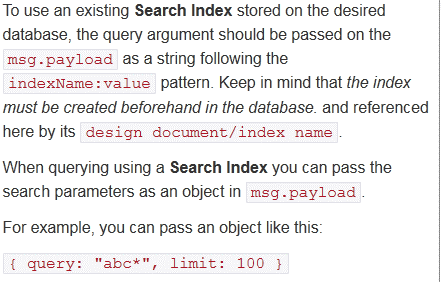 To use an existing Search Index stored on the desired
database, the query argument should be passed on the
msg.payload as a string following the
indexName:value pattern. Keep in mind that the index
must be created beforehand in the database. and referenced
here by its design document/index name.
When querying using a Search Index you can pass the
search parameters as an object in msg.payload.
For example, you can pass an object like this:
{ query: "abc*", limit: 100 }